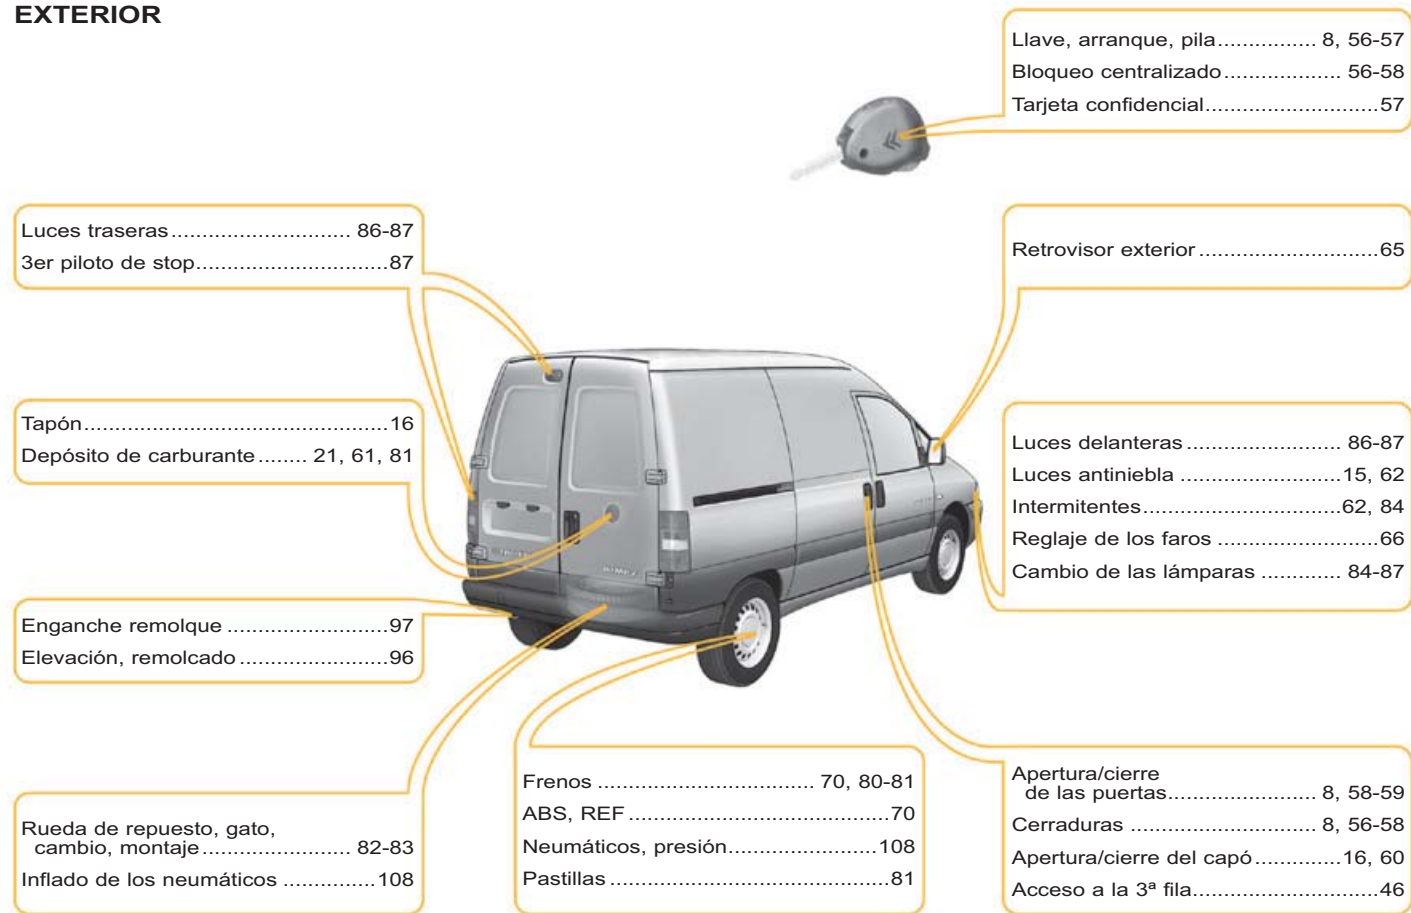 EXTERIOR
Llave, arranque, pila................ 8, 56-57
Bloqueo centralizado................... 56-58
Tarjeta confidencial............................57
Luces traseras............................. 86-87
3er piloto de stop...............................87
Retrovisor exterior.............................65
Tapón.................................................16
Depósito de carburante........ 21, 61, 81
Luces delanteras......................... 86-87
Luces antiniebla...........................15, 62
Intermitentes................................62, 84
Reglaje de los faros..........................66
Cambio de las lámparas............. 84-87
Enganche remolque..........................97
Elevación, remolcado........................96
Rueda de repuesto, gato,
cambio, montaje........................ 82-83
Inflado de los neumáticos...............108
Frenos................................... 70, 80-81
ABS, REF..........................................70
Neumáticos, presión........................108
Pastillas.............................................81
Apertura/cierre
de las puertas........................ 8, 58-59
Cerraduras.............................. 8, 56-58
Apertura/cierre del capó..............16, 60
Acceso a la 3ª fila..............................46